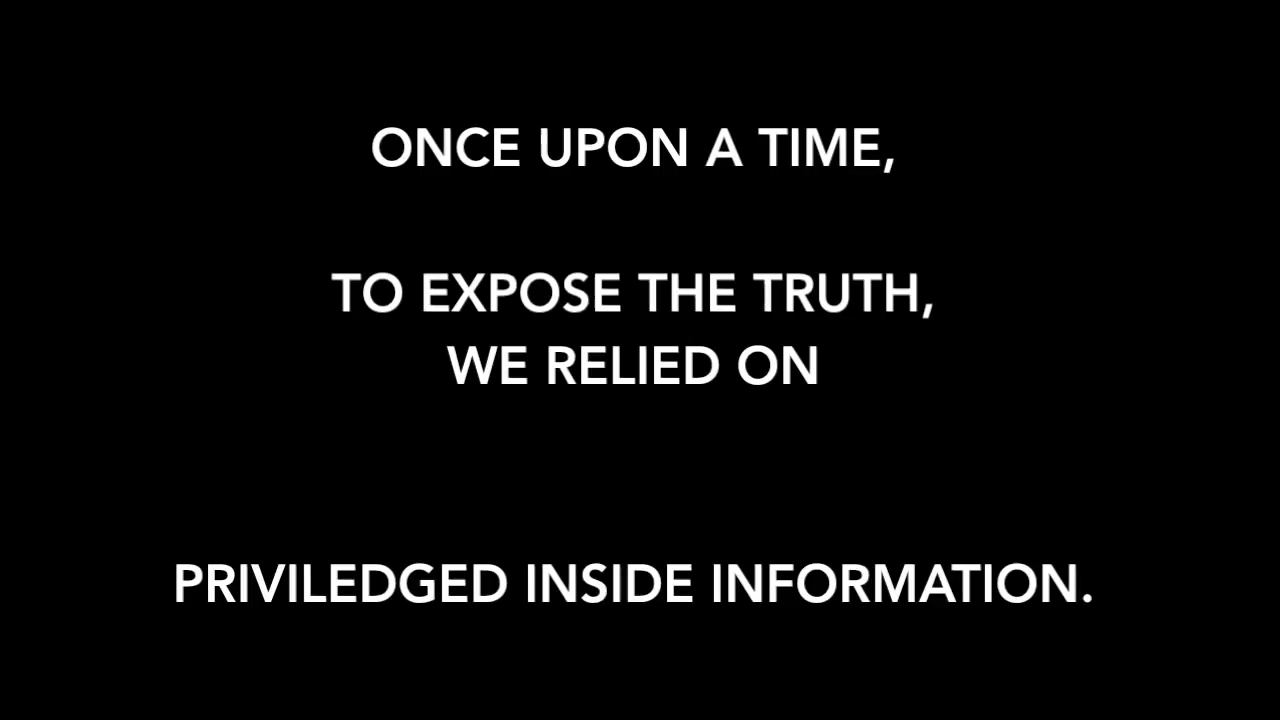 ONCE UPON A TIME,
TO EXPOSE THE TRUTH,
WE RELIED ON
PRIVILEDGED INSIDE INFORMATION.